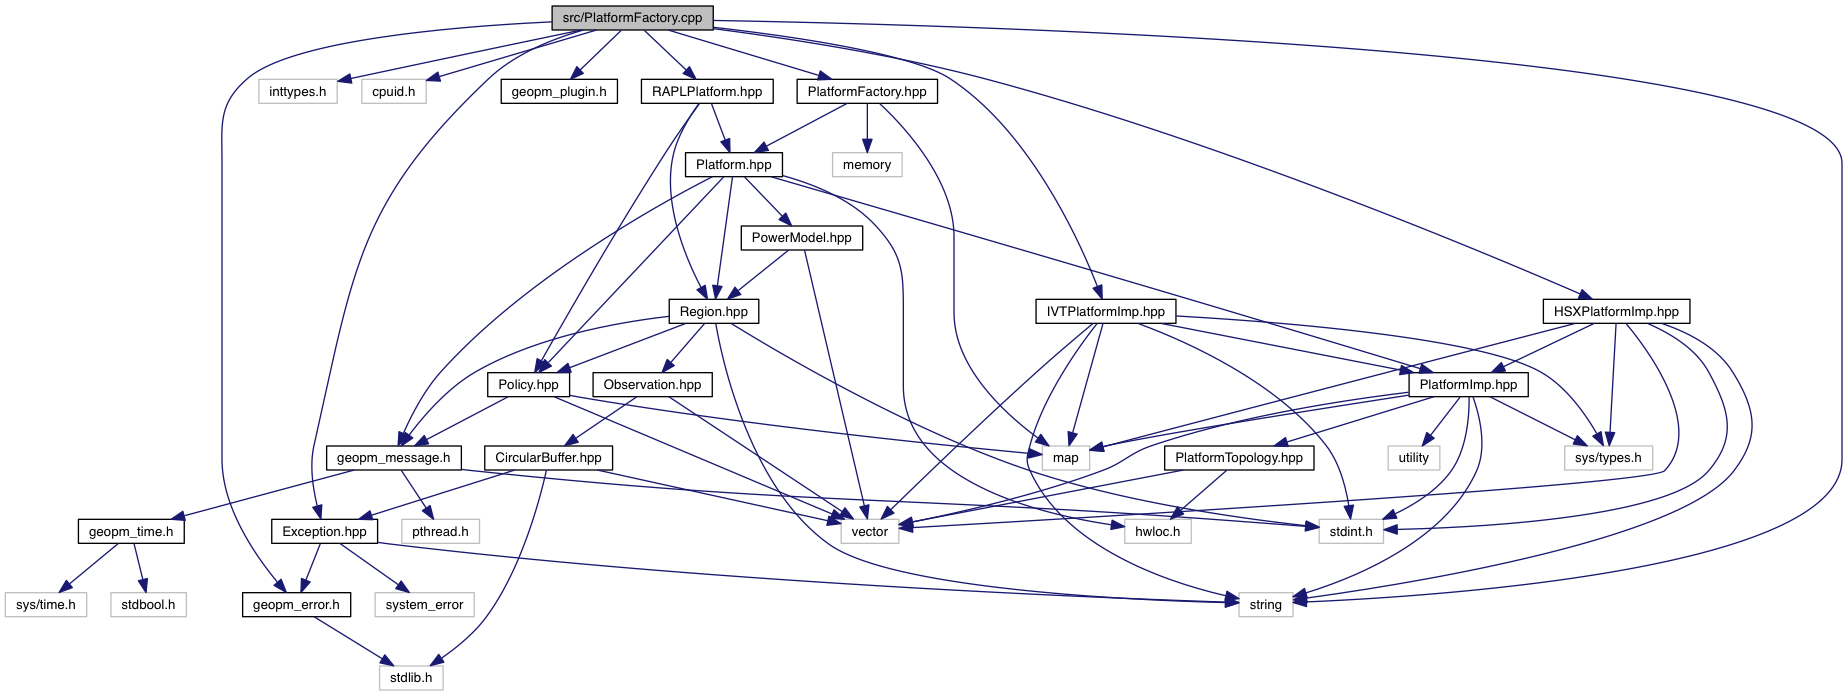 src/PlatformFactory.cpp
inttypes.h
cpuid.h
geopm_plugin.h
RAPLPlatform.hpp
PlatformFactory.hpp
Platform.hpp
memory
PowerModel.hpp
Region.hpp
IVTPlatformImp.hpp
HSXPlatformImp.hpp
Policy.hpp
Observation.hpp
PlatformImp.hpp
geopm_message.h
CircularBuffer.hpp
map
PlatformTopology.hpp
utility
sys/types.h
geopm_time.h
Exception.hpp
pthread.h
vector
hwloc.h
stdint.h
sys/time.h
stdbool.h
geopm_error.h
system_error
string
stdlib.h